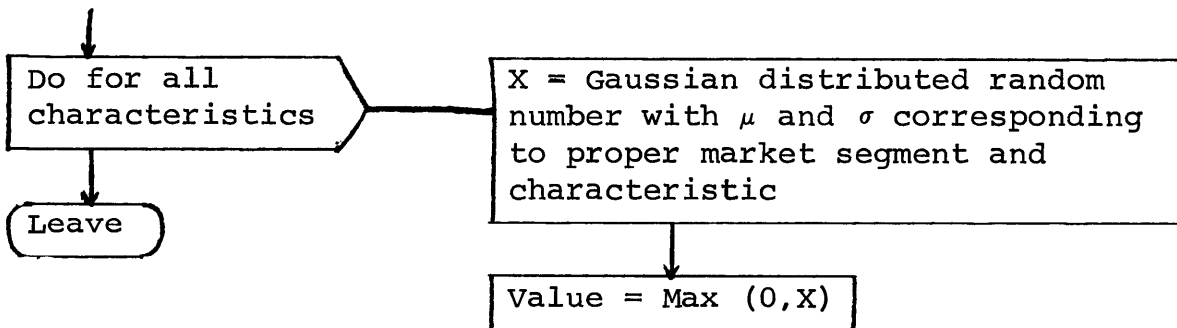 Do for all
characteristics
X = Gaussian distributed random
number with μ and σ corresponding
to proper market segment and
characteristic
Leave
Value = Max (0,X)